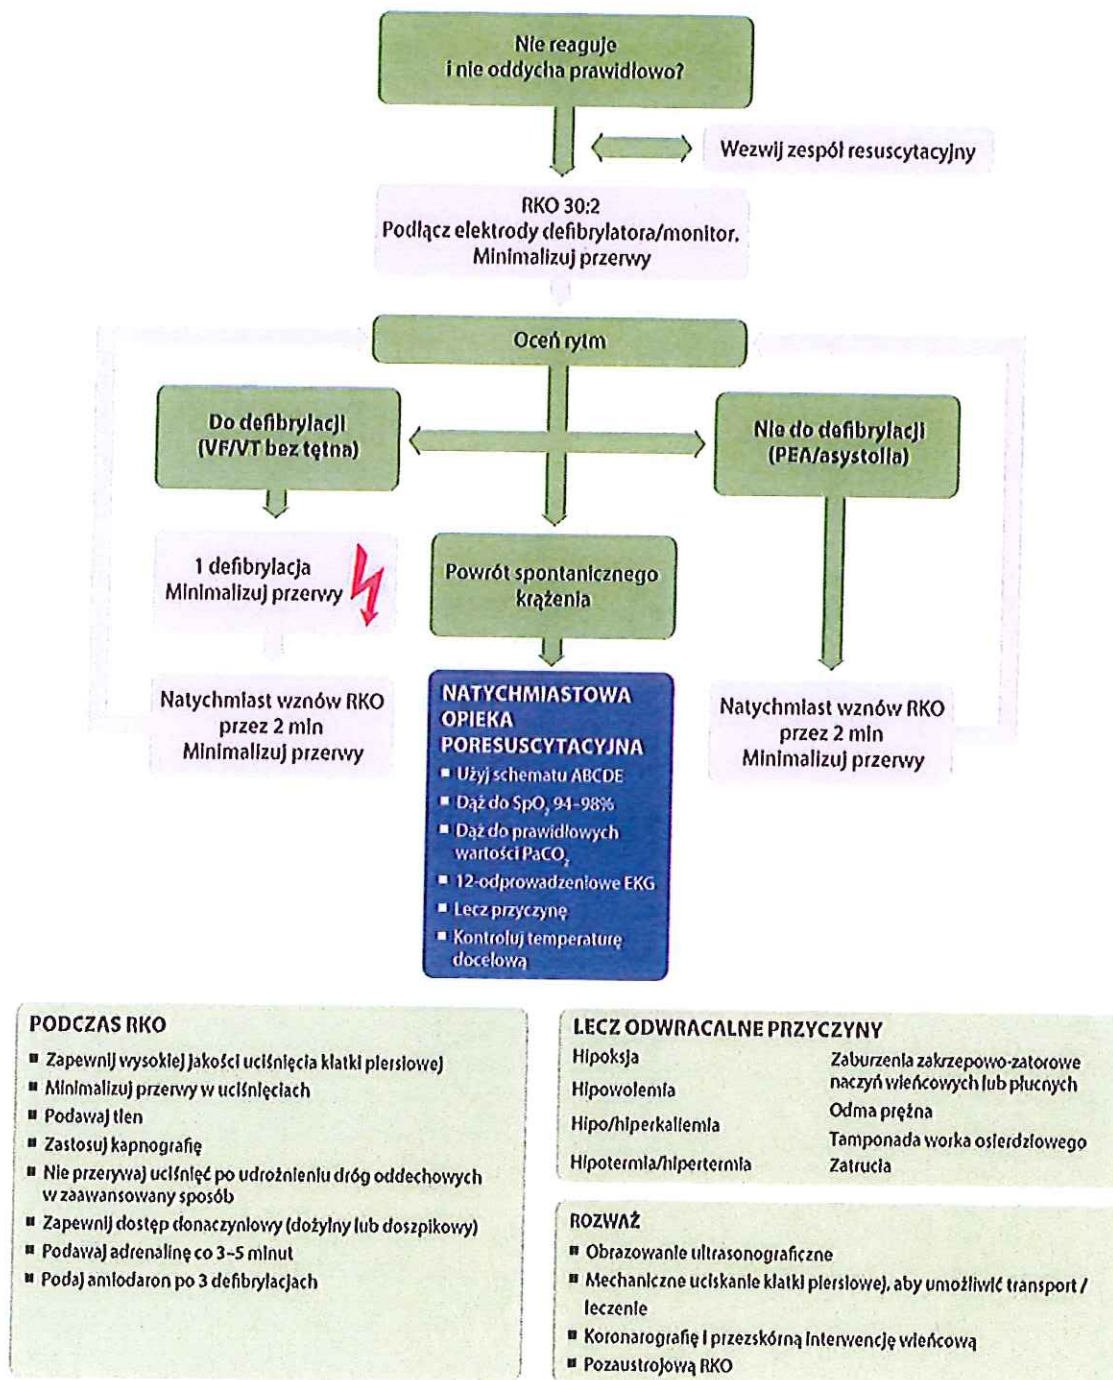 Nie reaguje
i nie oddycha prawidłowo?
Wezwij zespół resuscytacyjny
RKO 30:2
Podłącz elektrody defibrylatora/monitor.
Minimalizuj przerwy
Oceń rytm
Do defibrylacji
(VF/VT bez tętna)
Nie do defibrylacji
(PEA/asystolia)
1 defibrylacja
Minimalizuj przerwy
Powrót spontanicznego
krążenia
Natychmiast wznów RKO
przez 2 min
Minimalizuj przerwy
NATYCHMIASTOWA
OPIEKA
PORESUSCYTACYJNA
▪ Użyj schematu ABCDE
▪ Dąż do SpO₂ 94–98%
▪ Dąż do prawidłowych
wartości PaCO₂
▪ 12-odprowadzeniowe EKG
▪ Lecz przyczynę
▪ Kontroluj temperaturę
docelową
Natychmiast wznów RKO
przez 2 min
Minimalizuj przerwy
PODCZAS RKO
▪ Zapewnij wysokiej jakości uciśnięcia klatki piersiowej
▪ Minimalizuj przerwy w uciśnięciach
▪ Podawaj tlen
▪ Zastosuj kapnografię
▪ Nie przerywaj uciśnięć po udrożnieniu dróg oddechowych
w zaawansowany sposób
▪ Zapewnij dostęp donaczyniowy (dożylny lub doszpikowy)
▪ Podawaj adrenalinę co 3–5 minut
▪ Podaj amiodaron po 3 defibrylacjach
LECZ ODWRACALNE PRZYCZYNY
Hipoksja
Hipowolemia
Hipo/hiperkaliemia
Hipotermia/hipertermia
Zaburzenia zakrzepowo-zatorowe
naczyń wieńcowych lub płucnych
Odma prężna
Tamponada worka osierdziowego
Zatrucia
ROZWAŻ
▪ Obrazowanie ultrasonograficzne
▪ Mechaniczne uciskanie klatki piersiowej, aby umożliwić transport /
leczenie
▪ Koronarografię i przezskórną interwencję wieńcową
▪ Pozaustrojową RKO